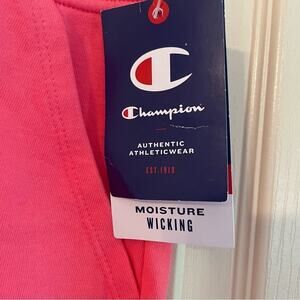 Champion
AUTHENTIC
ATHLETICWEAR
EST. 1919
MOISTURE
WICKING